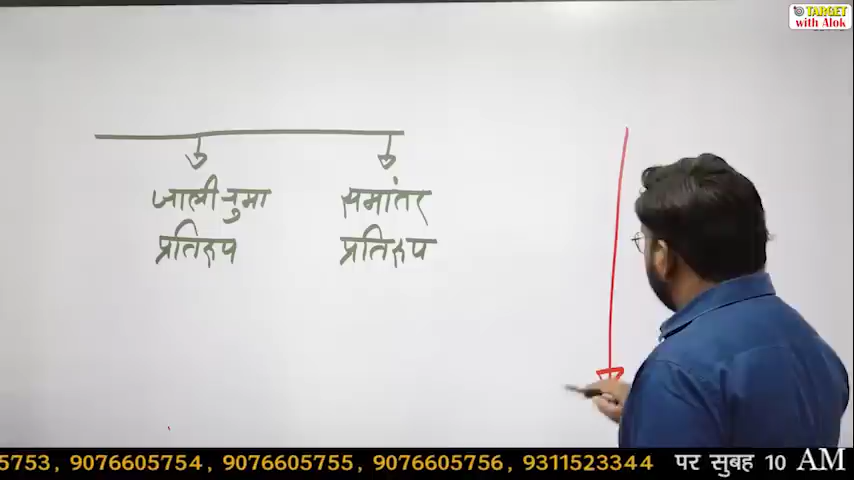 TARGET
with Alok
जालीनुमा समांतर
प्रतिरूप प्रतिरूप
5753, 9076605754, 9076605755, 9076605756, 9311523344 पर सुबह 10 AM